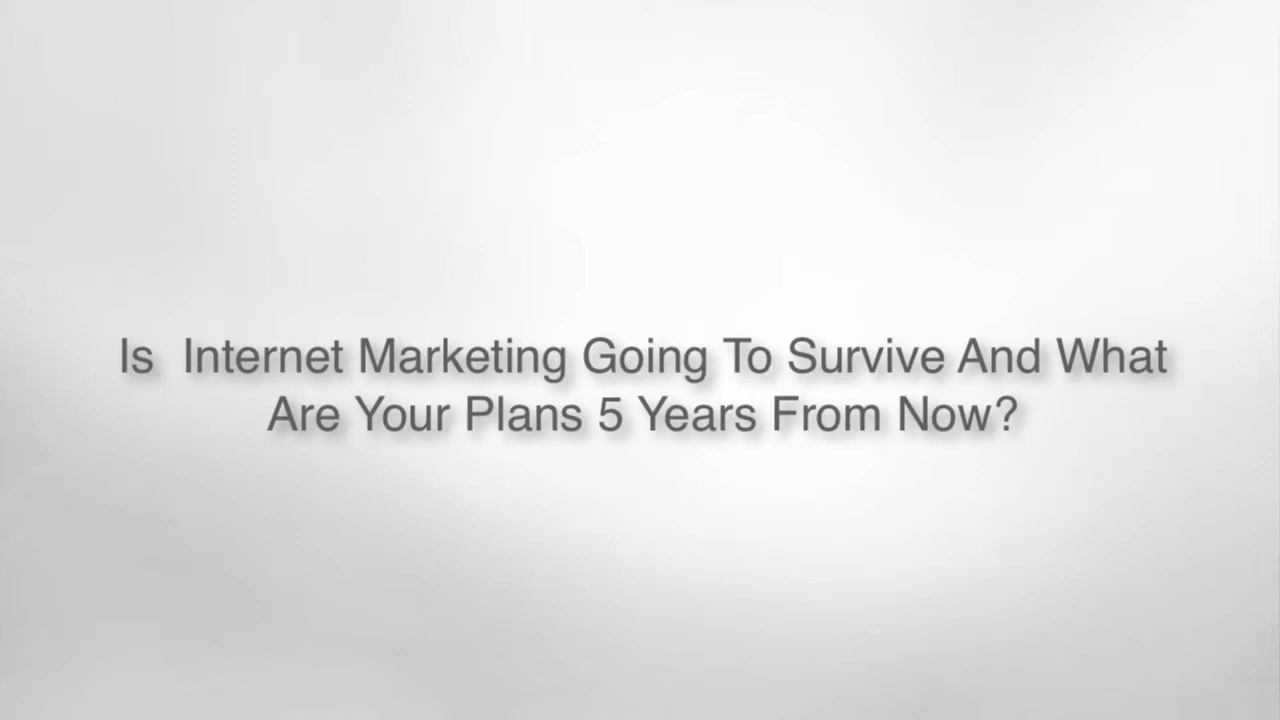 Is  Internet Marketing Going To Survive And What
Are Your Plans 5 Years From Now?